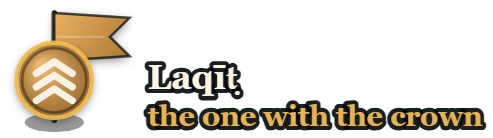 Laqīṭ
the one with the crown